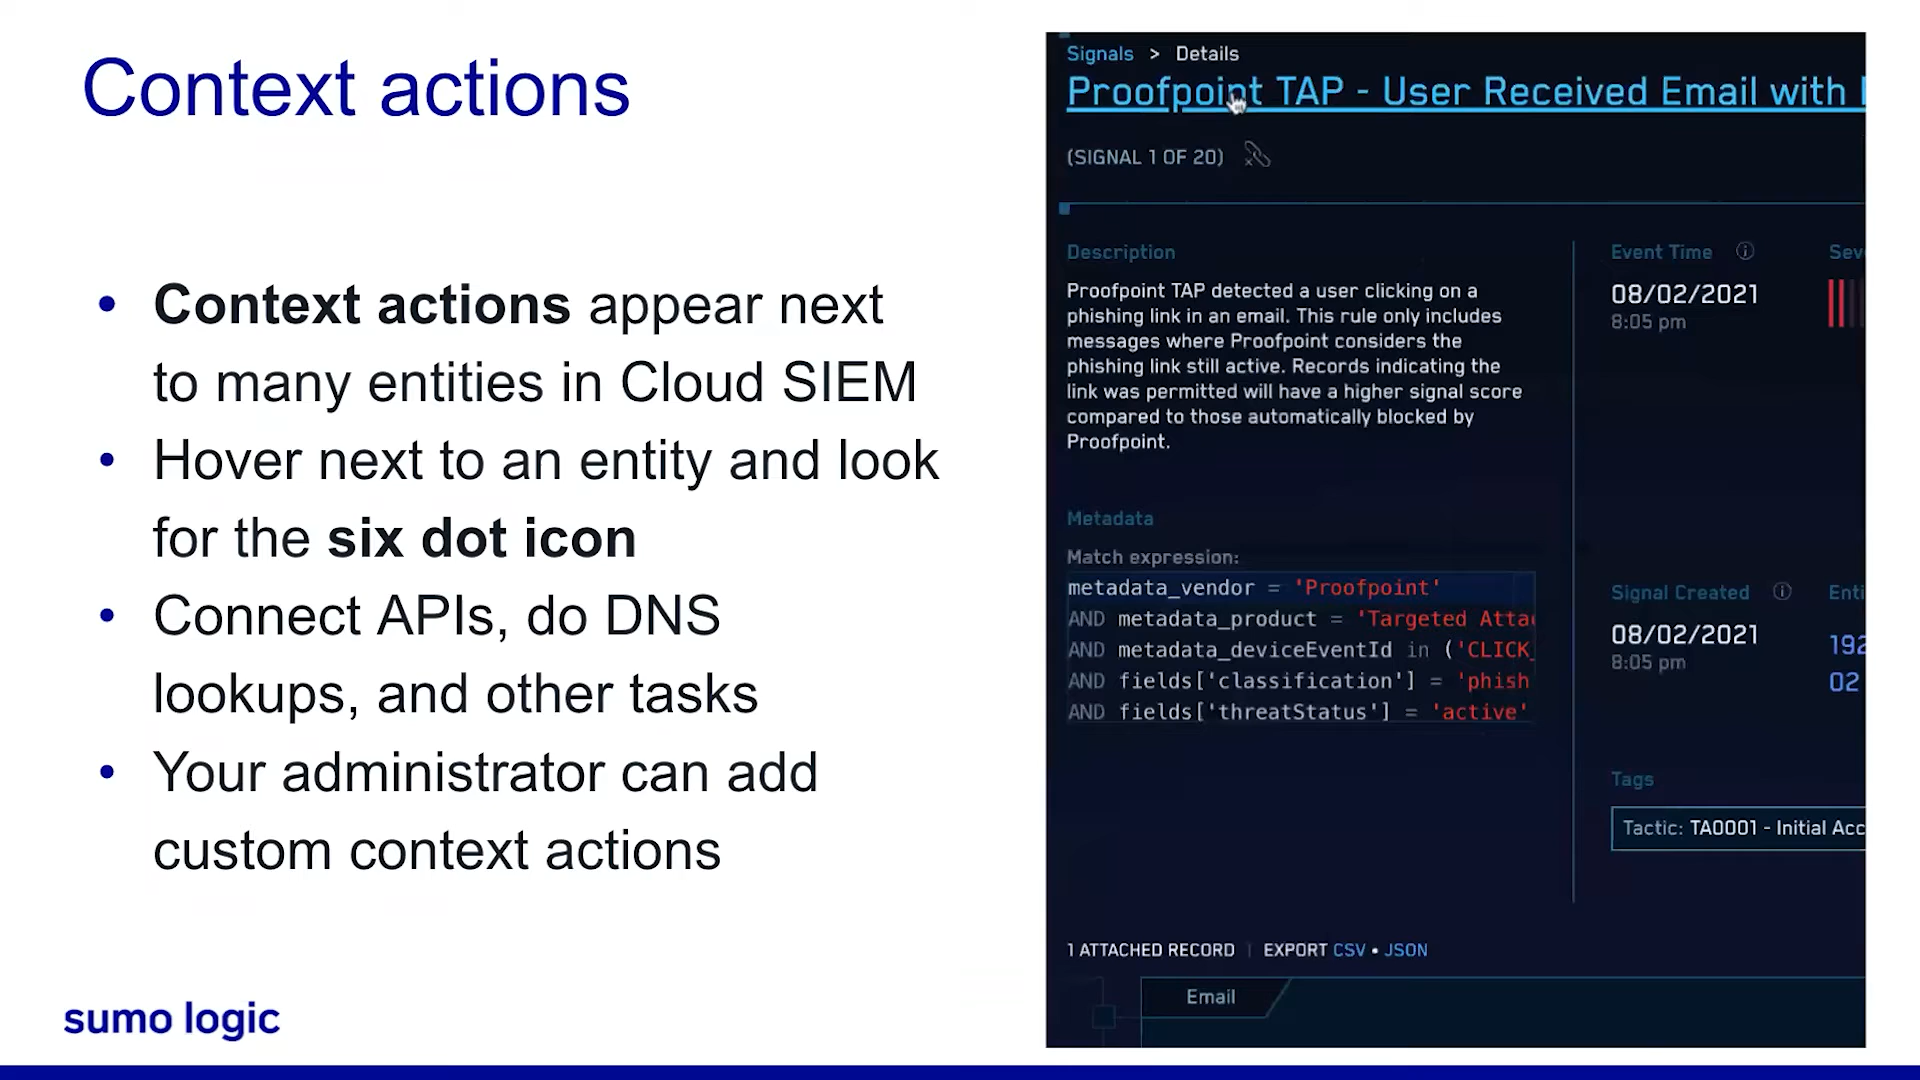 Context actions
• Context actions appear next
to many entities in Cloud SIEM
• Hover next to an entity and look
for the six dot icon
• Connect APIs, do DNS
lookups, and other tasks
• Your administrator can add
custom context actions
sumo logic
Signals > Details
Proofpoint TAP - User Received Email with
(SIGNAL 1 OF 20)
Description
Proofpoint TAP detected a user clicking on a
phishing link in an email. This rule only includes
messages where Proofpoint considers the
phishing link still active. Records indicating the
link was permitted will have a higher signal score
compared to those automatically blocked by
Proofpoint.
Metadata
Match expression:
metadata_vendor = 'Proofpoint'
AND metadata_product = 'Targeted Attac
AND metadata_deviceEventId in ('CLICK_
AND fields['classification'] = 'phish
AND fields['threatStatus'] = 'active'
Event Time
Sev
08/02/2021
8:05 pm
Signal Created
Enti
08/02/2021
192
8:05 pm
02
Tags
Tactic: TA0001 - Initial Acc
1 ATTACHED RECORD | EXPORT CSV • JSON
Email